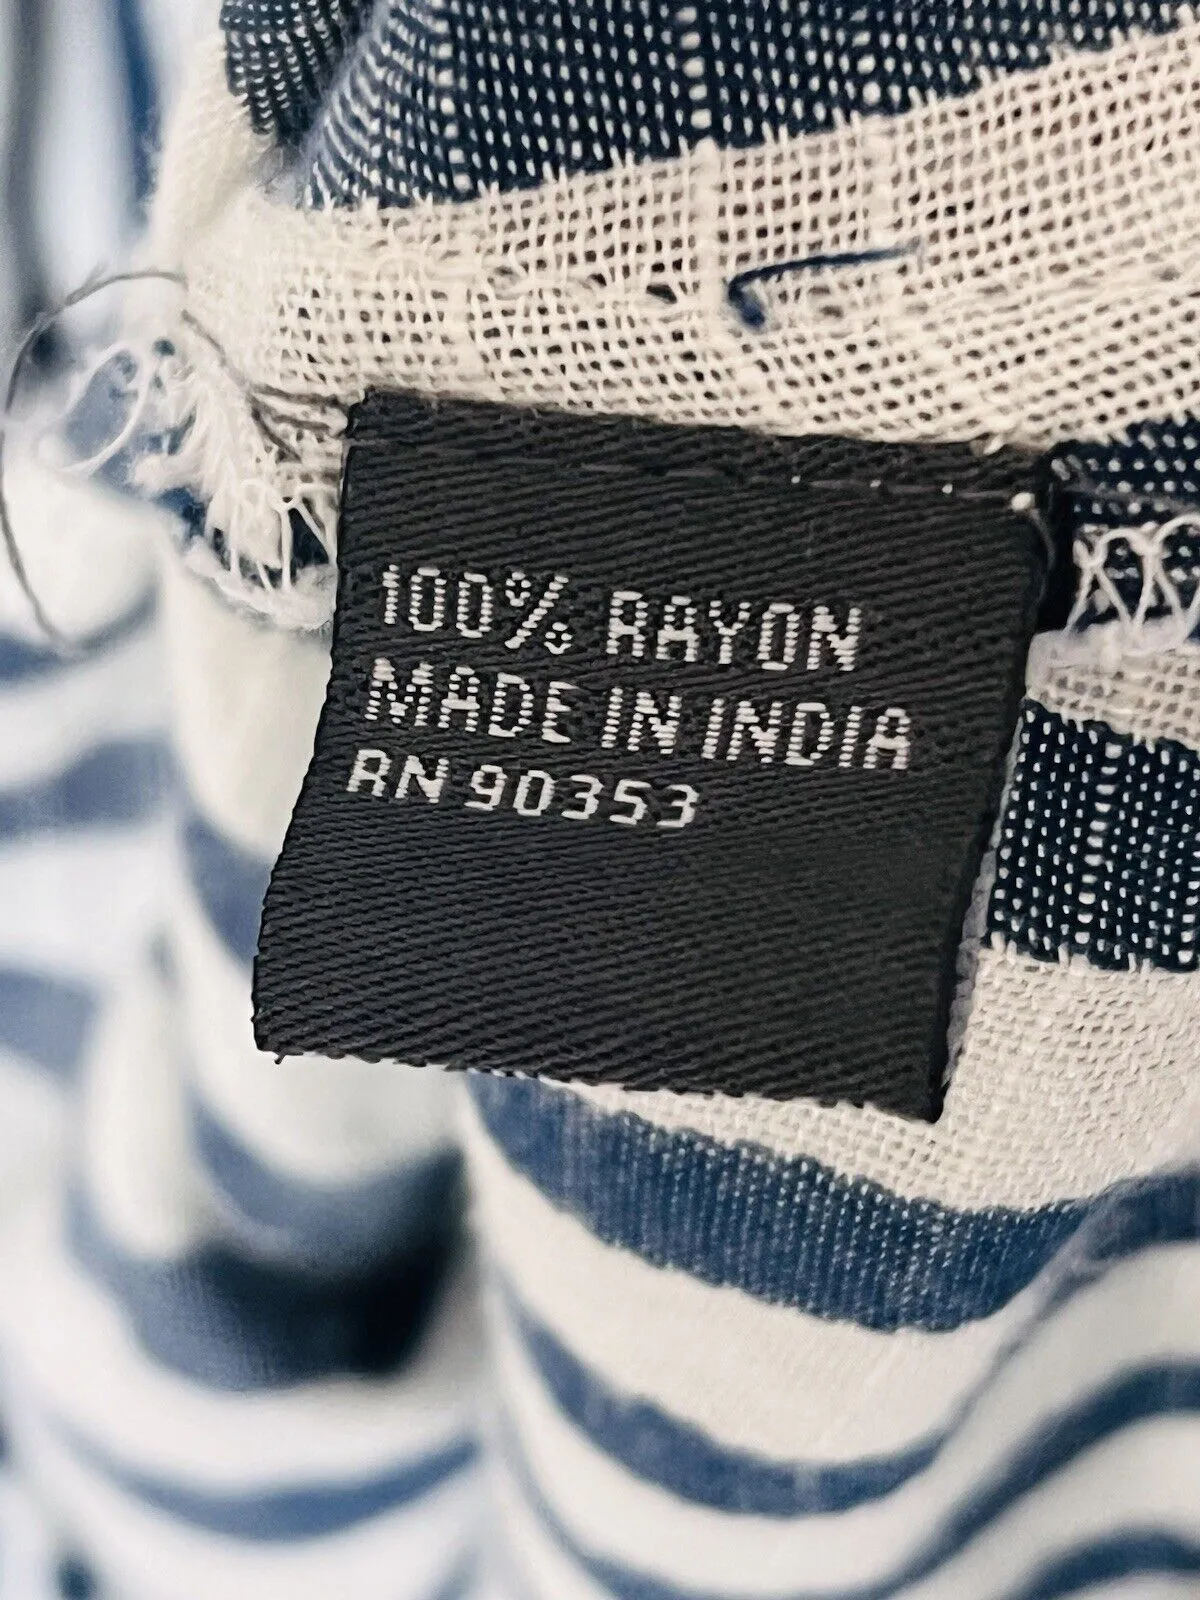 100% RAYON
MADE IN INDIA
RN 90353